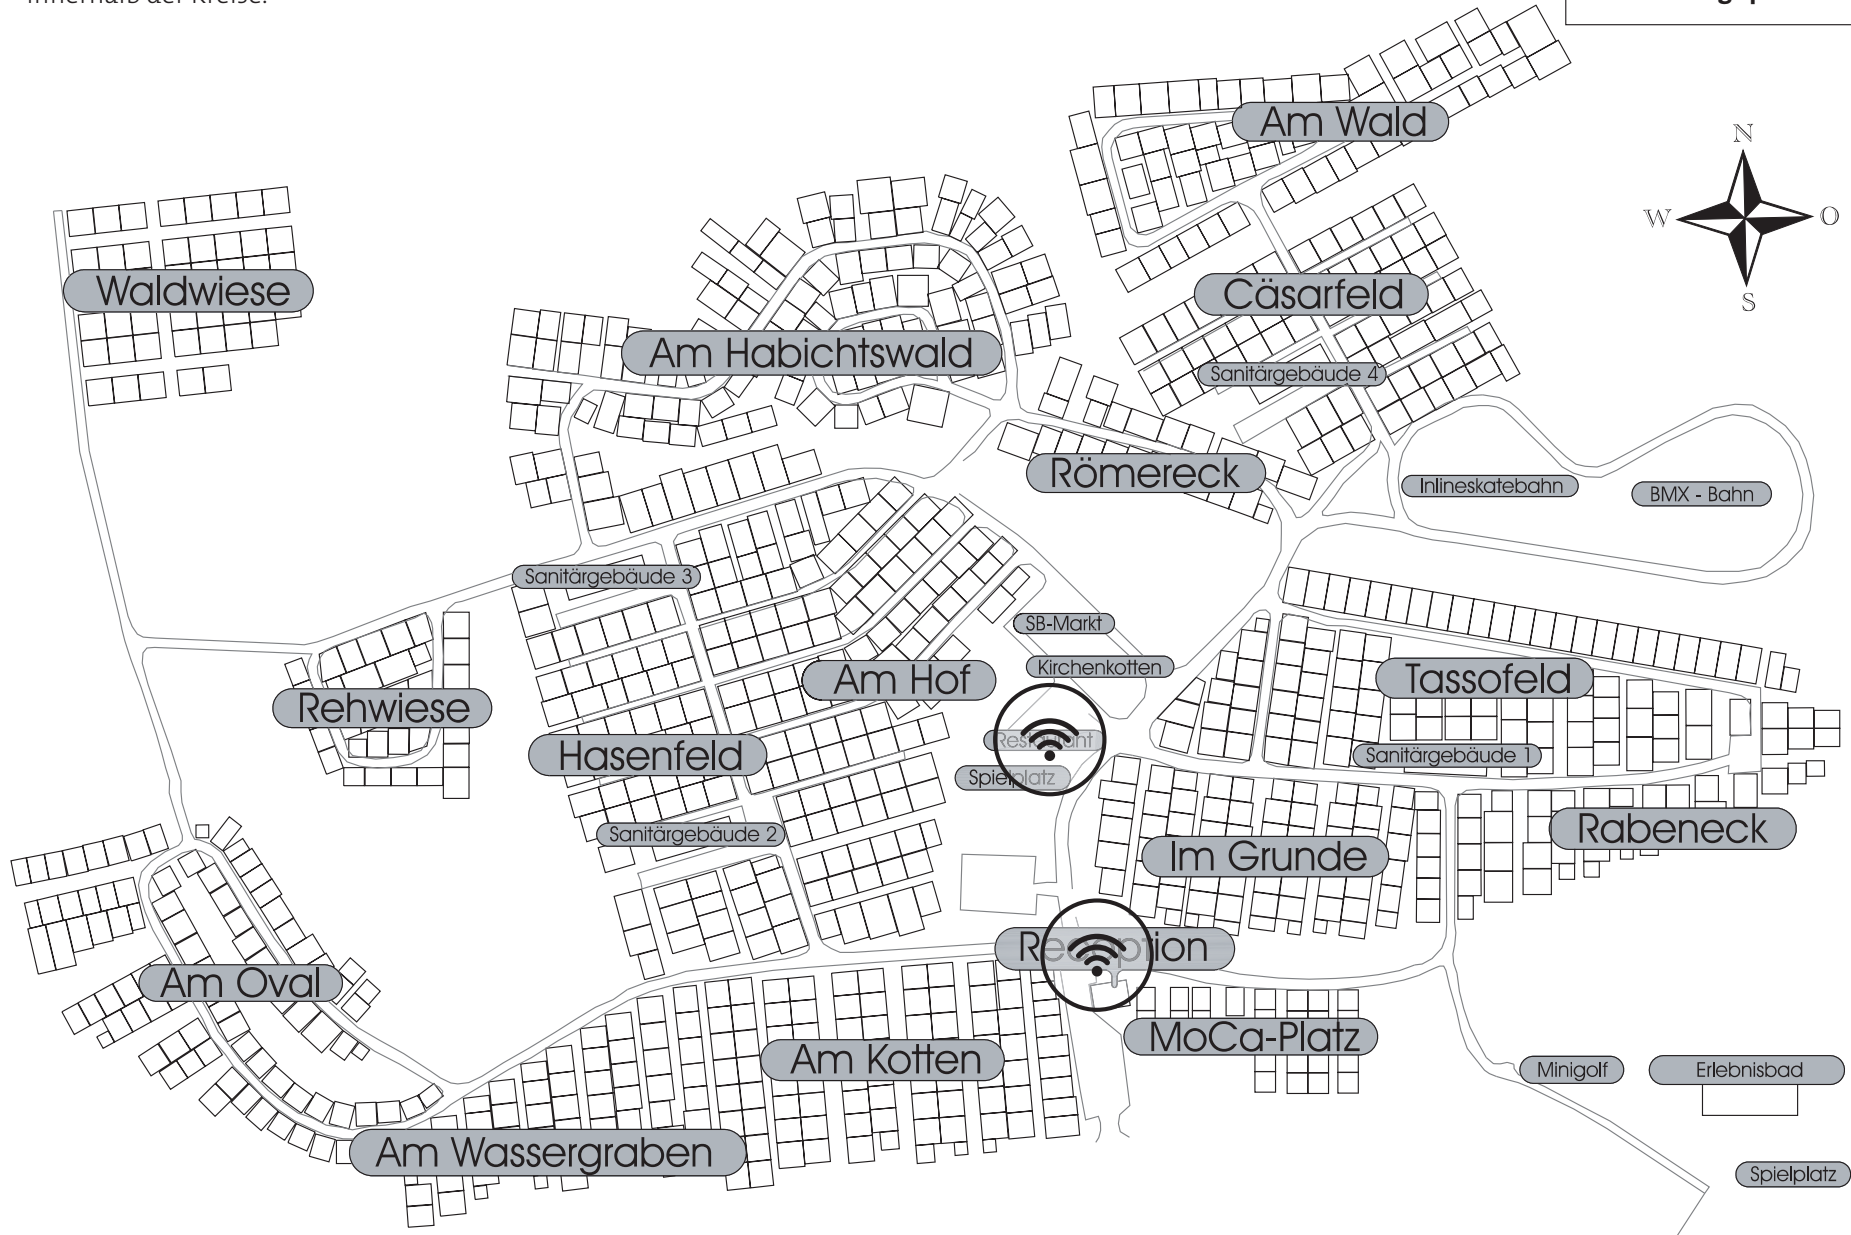 innerhalb der Kreise.
Am Wald
N
W
O
S
Waldwiese
Cäsarfeld
Am Habichtswald
Sanitärgebäude 4
Römereck
Inlineskatebahn
BMX - Bahn
Sanitärgebäude 3
SB-Markt
Kirchenkotten
Am Hof
Tassofeld
Rehwiese
Restaurant
Hasenfeld
Sanitärgebäude 1
Spielplatz
Sanitärgebäude 2
Rabeneck
Im Grunde
Reception
Am Oval
MoCa-Platz
Am Kotten
Minigolf
Erlebnisbad
Am Wassergraben
Spielplatz